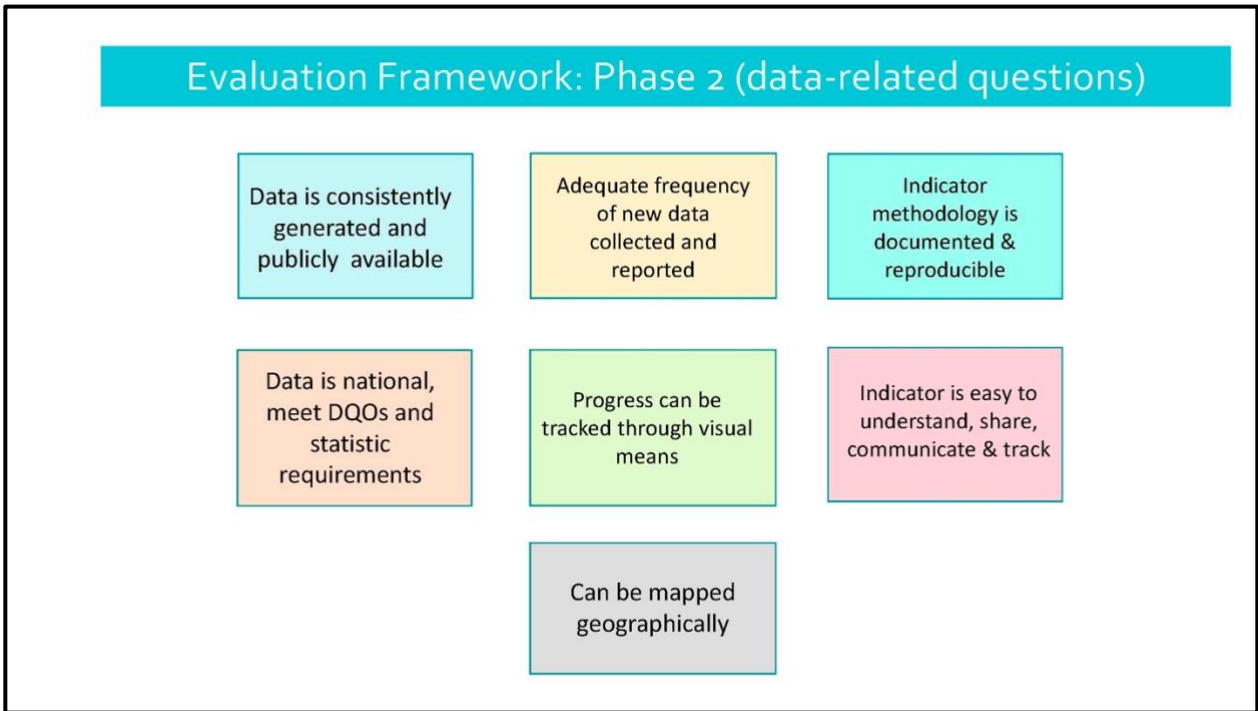 Evaluation Framework: Phase 2 (data-related questions)
Data is consistently
generated and
publicly available
Adequate frequency
of new data
collected and
reported
Indicator
methodology is
documented &
reproducible
Data is national,
meet DQOs and
statistic
requirements
Progress can be
tracked through visual
means
Indicator is easy to
understand, share,
communicate & track
Can be mapped
geographically